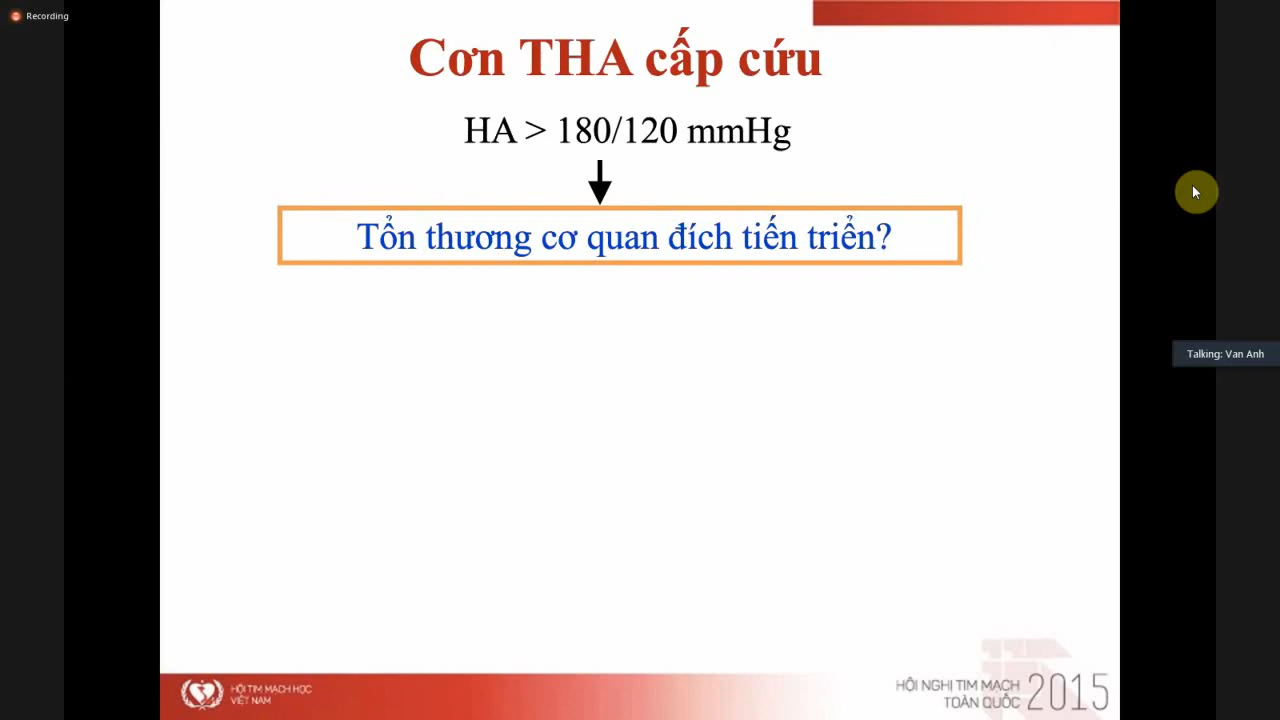 Recording
Cơn THA cấp cứu
HA > 180/120 mmHg
Tổn thương cơ quan đích tiến triển?
Talking: Van Anh
HỘI TIM MẠCH HỌC
VIỆT NAM
HỘI NGHỊ TIM MẠCH
TOÀN QUỐC 2015